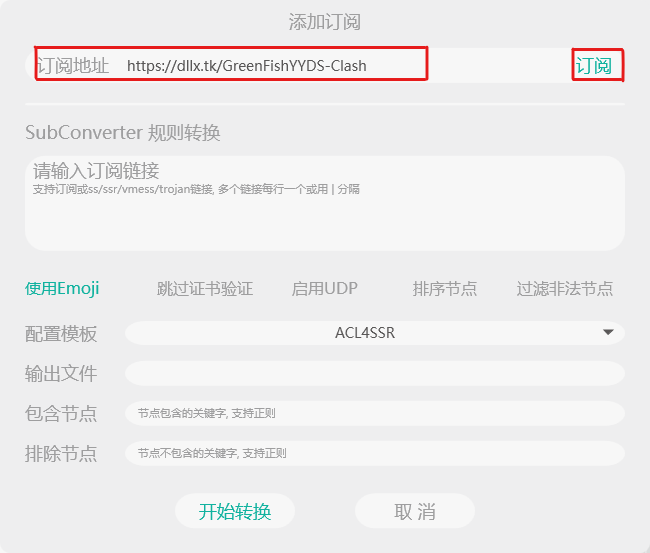 添加订阅
订阅地址 https://dllx.tk/GreenFishYYDS-Clash 订阅
SubConverter 规则转换
请输入订阅链接
支持订阅或ss/ssr/vmess/trojan链接, 多个链接每行一个或用 | 分隔
使用Emoji 跳过证书验证 启用UDP 排序节点 过滤非法节点
配置模板 ACL4SSR
输出文件
包含节点 节点包含的关键字, 支持正则
排除节点 节点不包含的关键字, 支持正则
开始转换 取 消